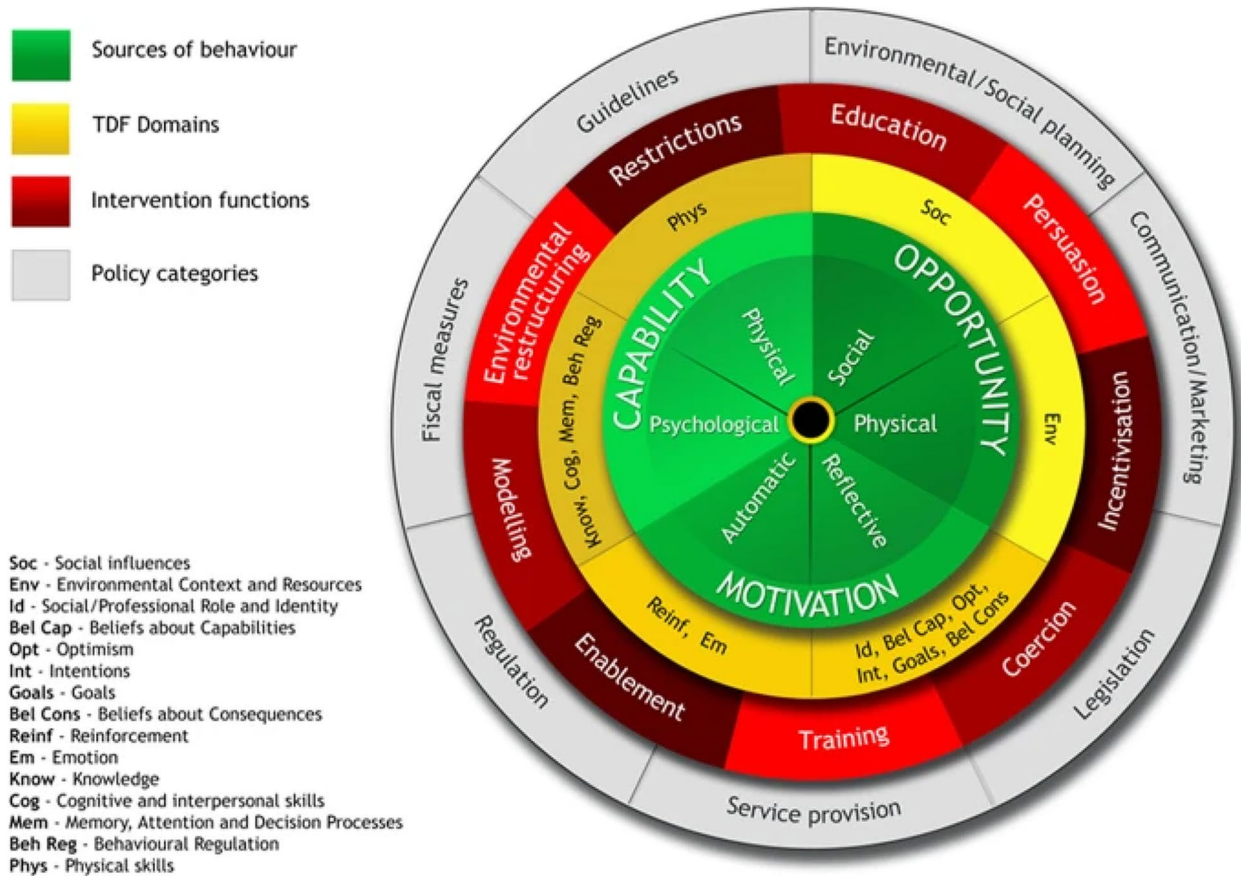 Sources of behaviour
TDF Domains
Intervention functions
Policy categories
Environmental/Social planning
Communication/Marketing
Legislation
Service provision
Regulation
Fiscal measures
Guidelines
Education
Persuasion
Incentivisation
Coercion
Training
Enablement
Modelling
Environmental
restructuring
Restrictions
Soc
Env
Id, Bel Cap, Opt,
Int, Goals, Bel Cons
Reinf, Em
Know, Cog, Mem, Beh Reg
Phys
CAPABILITY
OPPORTUNITY
MOTIVATION
Physical
Social
Psychological
Physical
Automatic
Reflective
Soc - Social influences
Env - Environmental Context and Resources
Id - Social/Professional Role and Identity
Bel Cap - Beliefs about Capabilities
Opt - Optimism
Int - Intentions
Goals - Goals
Bel Cons - Beliefs about Consequences
Reinf - Reinforcement
Em - Emotion
Know - Knowledge
Cog - Cognitive and interpersonal skills
Mem - Memory, Attention and Decision Processes
Beh Reg - Behavioural Regulation
Phys - Physical skills